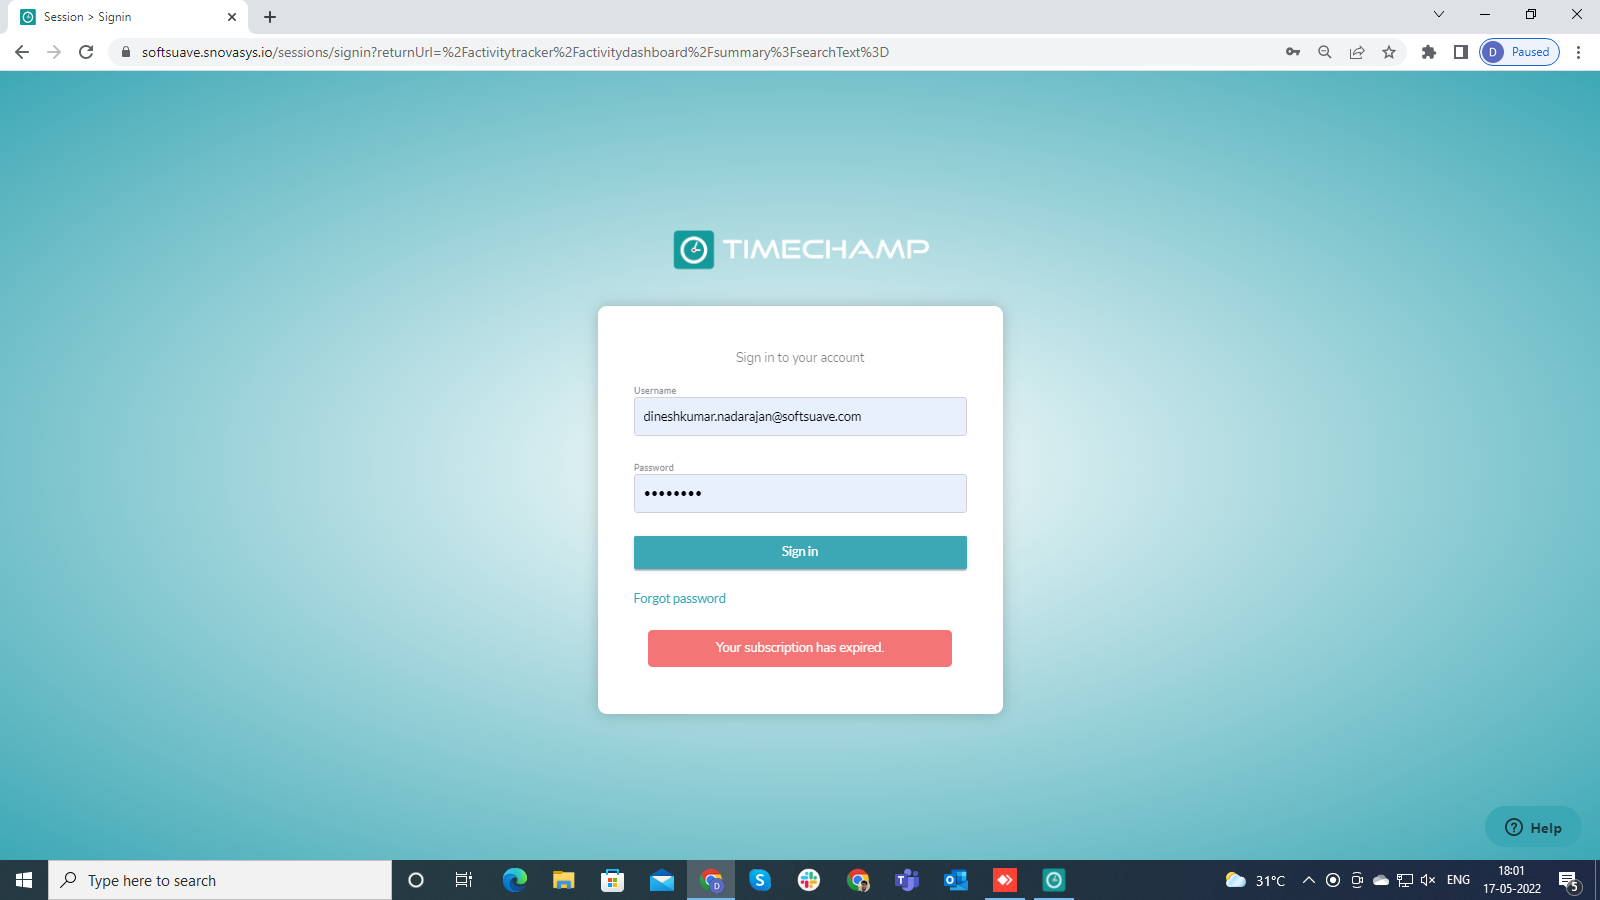 Session > Signin
softsuave.snovasys.io/sessions/signin?returnUrl=%2Factivitytracker%2Factivitydashboard%2Fsummary%3FsearchText%3D
D Paused
TIMECHAMP
Sign in to your account
Username
dineshkumar.nadarajan@softsuave.com
Password
••••••••
Sign in
Forgot password
Your subscription has expired.
? Help
Type here to search
31°C
ENG
18:01
17-05-2022
5